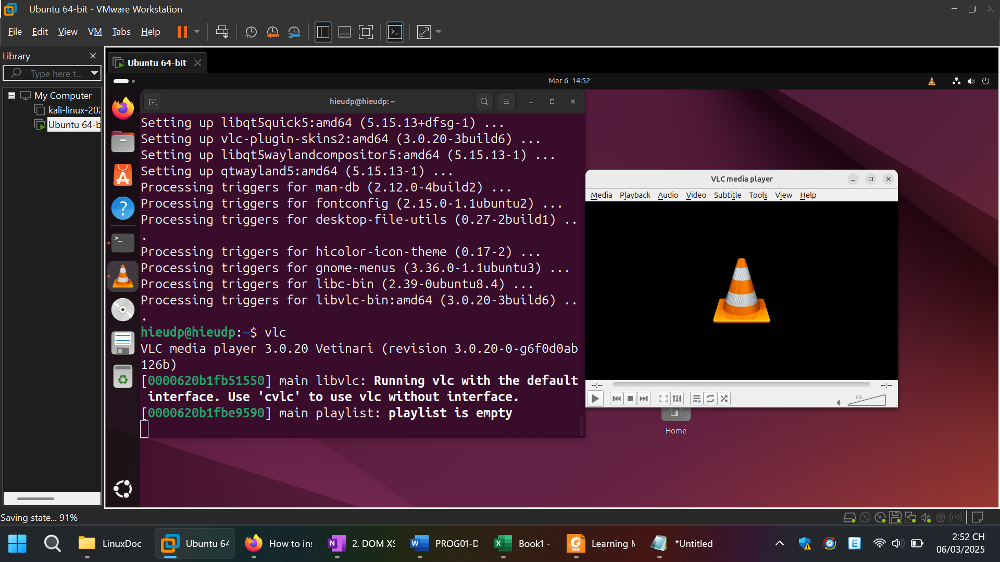 Ubuntu 64-bit - VMware Workstation
File Edit View VM Tabs Help
Library
Type here t...
My Computer
kali-linux-202
Ubuntu 64-b
Ubuntu 64-bit
Mar 6 14:52
hieudp@hieudp: ~
Setting up libqt5quick5:amd64 (5.15.13+dfsg-1) ...
Setting up vlc-plugin-skins2:amd64 (3.0.20-3build6) ...
Setting up libqt5waylandcompositor5:amd64 (5.15.13-1) ...
Setting up qtwayland5:amd64 (5.15.13-1) ...
Processing triggers for man-db (2.12.0-4build2) ...
Processing triggers for fontconfig (2.15.0-1.1ubuntu2) ...
Processing triggers for desktop-file-utils (0.27-2build1) ..
.
Processing triggers for hicolor-icon-theme (0.17-2) ...
Processing triggers for gnome-menus (3.36.0-1.1ubuntu3) ...
Processing triggers for libc-bin (2.39-0ubuntu8.4) ...
Processing triggers for libvlc-bin:amd64 (3.0.20-3build6) ..
.
hieudp@hieudp:~$ vlc
VLC media player 3.0.20 Vetinari (revision 3.0.20-0-g6f0d0ab
126b)
[0000620b1fb51550] main libvlc: Running vlc with the default
interface. Use 'cvlc' to use vlc without interface.
[0000620b1fbe9590] main playlist: playlist is empty
VLC media player
Media Playback Audio Video Subtitle Tools View Help
--:-- --:--
0%
Home
Saving state... 91%
LinuxDoc
Ubuntu 64
How to ins
2. DOM XS
PROG01-D
Book1 -
Learning M
*Untitled
2:52 CH
06/03/2025